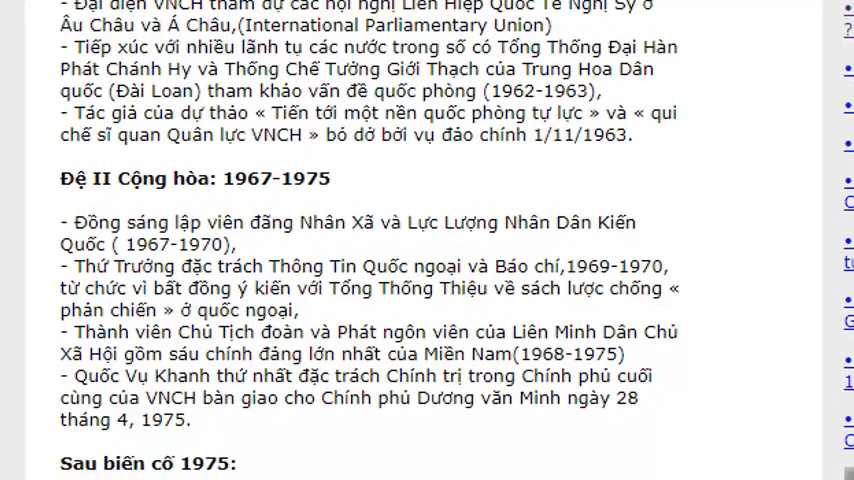 - Đại diện VNCH tham dự các hội nghị Liên Hiệp Quốc Tế Nghị Sỹ ở
Âu Châu và Á Châu,(International Parliamentary Union)
- Tiếp xúc với nhiều lãnh tụ các nước trong số có Tổng Thống Đại Hàn
Phát Chánh Hy và Thống Chế Tưởng Giới Thạch của Trung Hoa Dân
quốc (Đài Loan) tham khảo vấn đề quốc phòng (1962-1963),
- Tác giả của dự thảo « Tiến tới một nền quốc phòng tự lực » và « qui
chế sĩ quan Quân lực VNCH » bỏ dở bởi vụ đảo chính 1/11/1963.
Đệ II Cộng hòa: 1967-1975
- Đồng sáng lập viên đãng Nhân Xã và Lực Lượng Nhân Dân Kiến
Quốc ( 1967-1970),
- Thứ Trưởng đặc trách Thông Tin Quốc ngoại và Báo chí,1969-1970,
từ chức vì bất đồng ý kiến với Tổng Thống Thiệu về sách lược chống «
phản chiến » ở quốc ngoại,
- Thành viên Chủ Tịch đoàn và Phát ngôn viên của Liên Minh Dân Chủ
Xã Hội gồm sáu chính đảng lớn nhất của Miền Nam(1968-1975)
- Quốc Vụ Khanh thứ nhất đặc trách Chính trị trong Chính phủ cuối
cùng của VNCH bàn giao cho Chính phủ Dương văn Minh ngày 28
tháng 4, 1975.
Sau biến cố 1975: